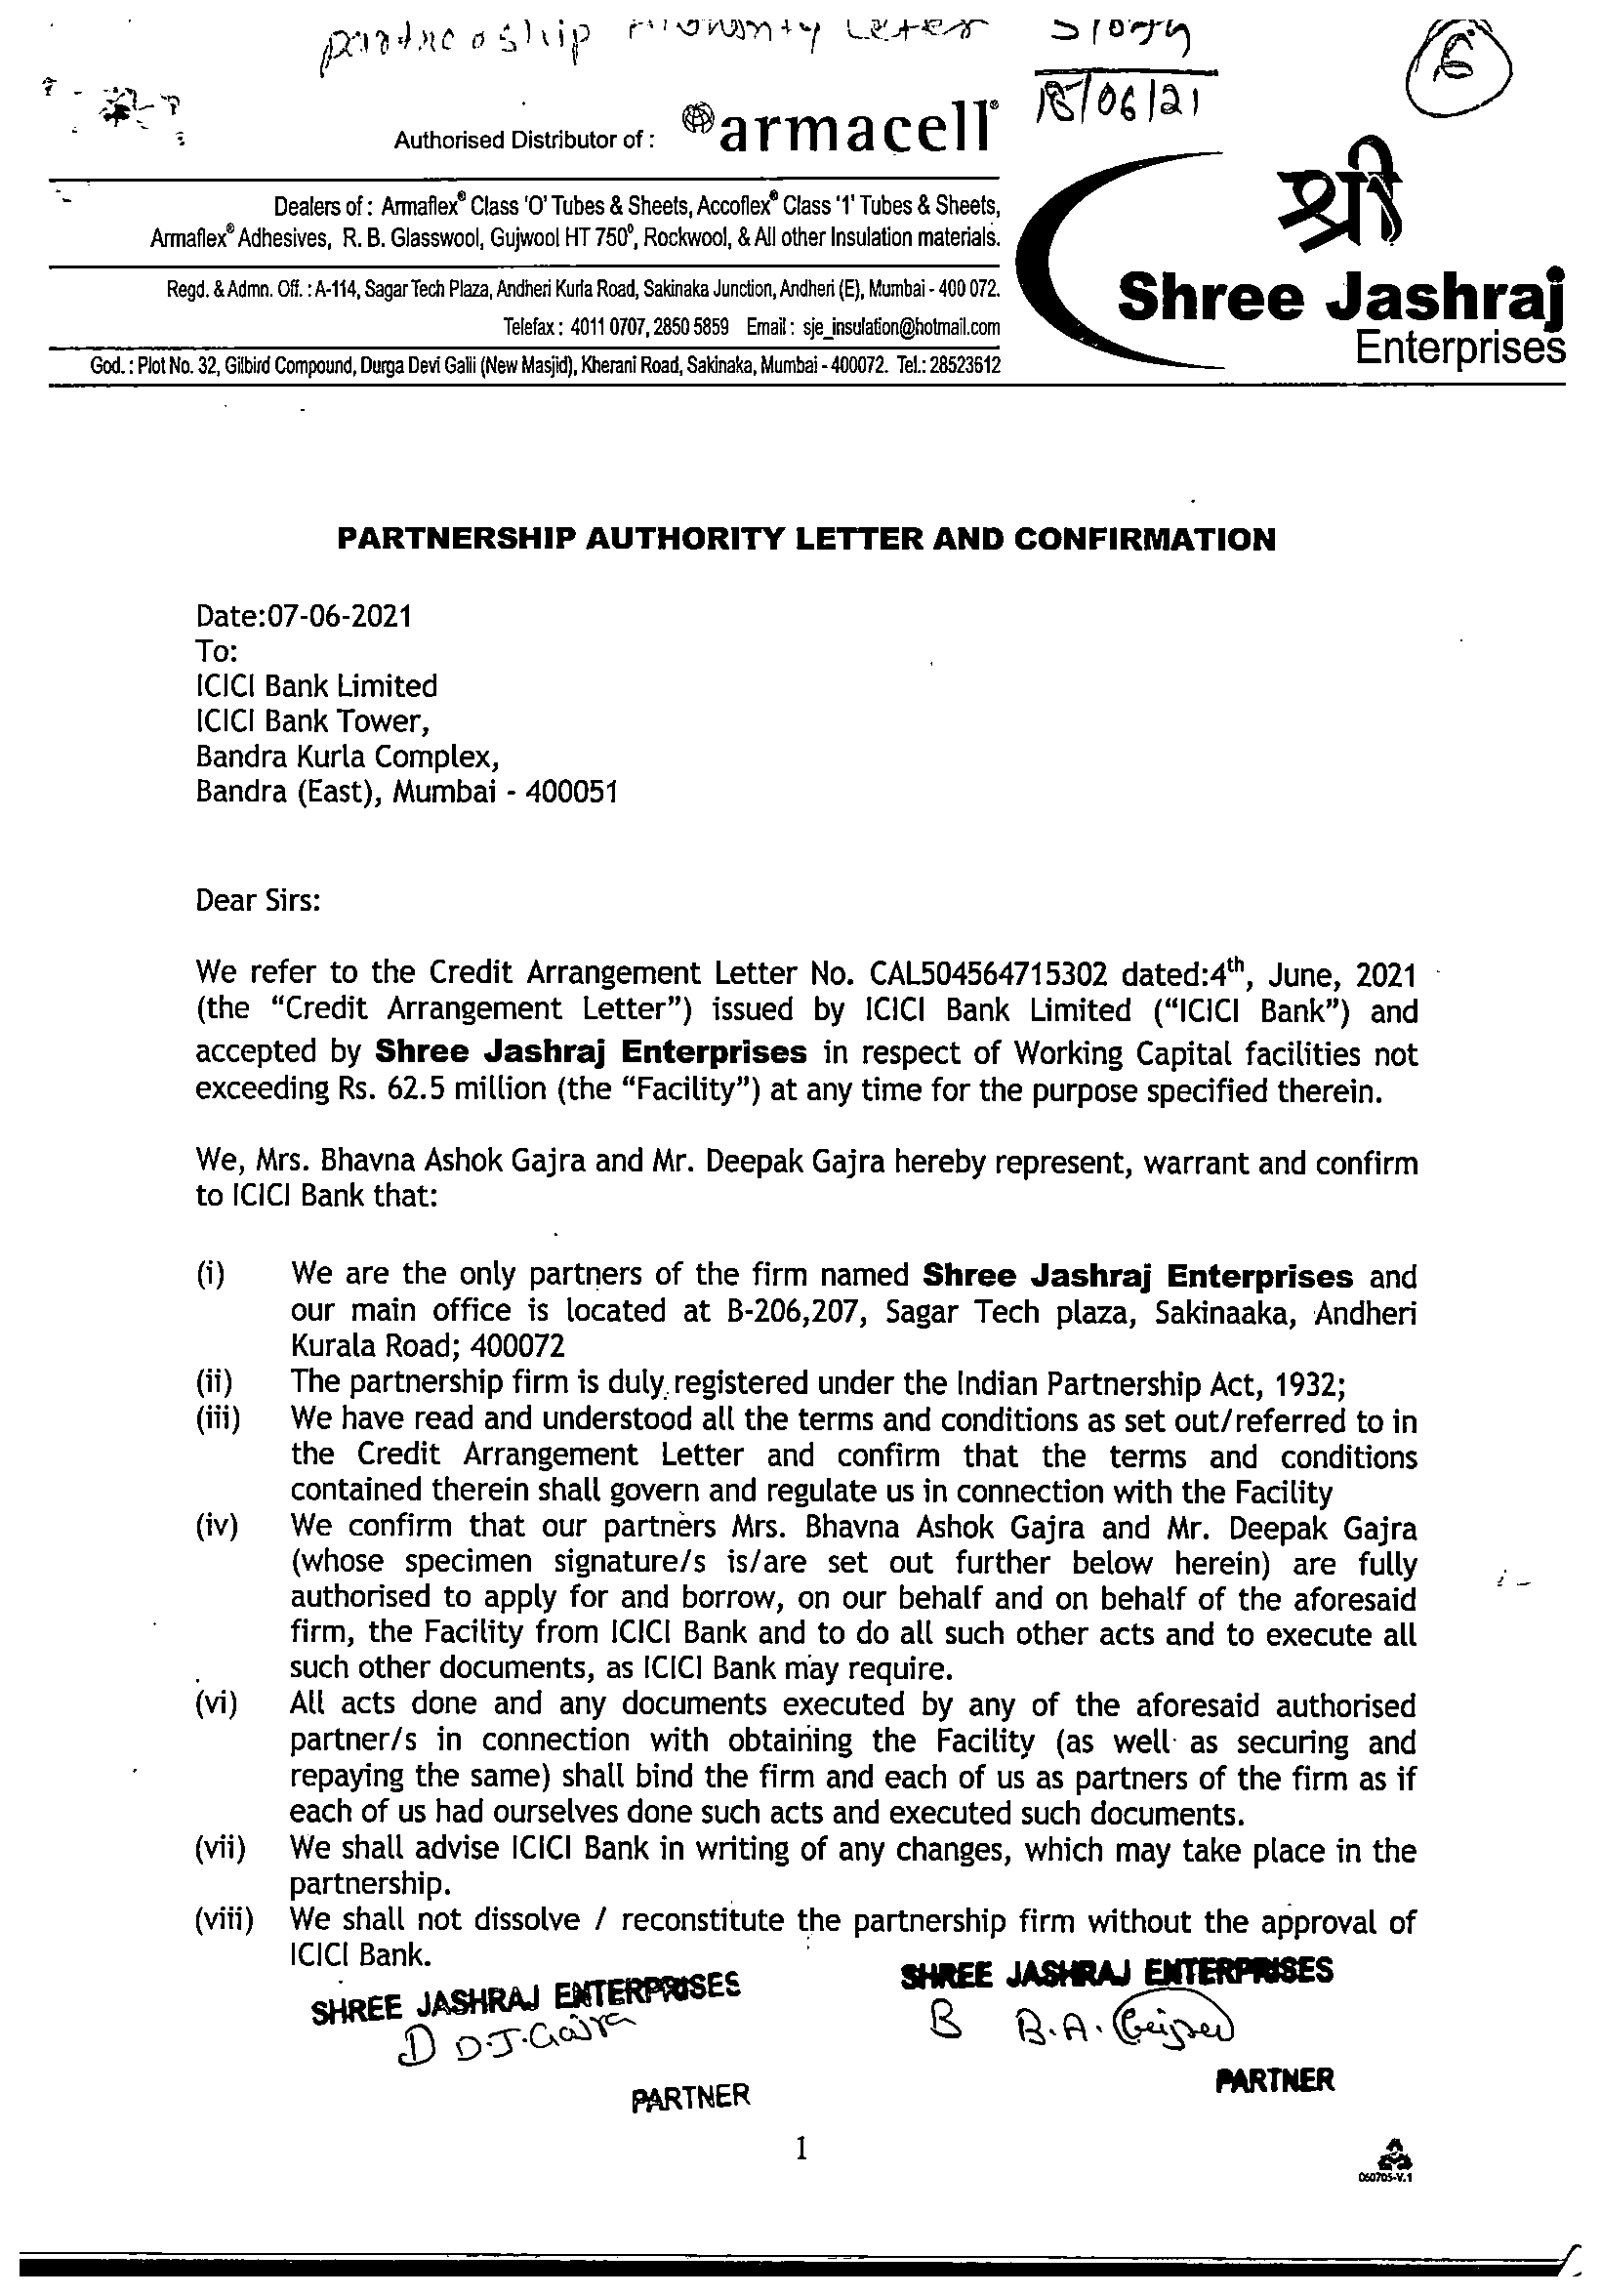 partnership Authority Letter
18/06/21
Authorised Distributor of : armacell®
Dealers of : Armaflex® Class 'O' Tubes & Sheets, Accoflex® Class '1' Tubes & Sheets,
Armaflex® Adhesives, R. B. Glasswool, Gujwool HT 750°, Rockwool, & All other Insulation materials.
Regd. & Admn. Off. : A-114, Sagar Tech Plaza, Andheri Kurla Road, Sakinaka Junction, Andheri (E), Mumbai - 400 072.
Telefax : 4011 0707, 2850 5859 Email : sje_insulation@hotmail.com
God. : Plot No. 32, Gilbird Compound, Durga Devi Galli (New Masjid), Kherani Road, Sakinaka, Mumbai - 400072. Tel.: 28523612
श्री
Shree Jashraj
Enterprises
PARTNERSHIP AUTHORITY LETTER AND CONFIRMATION
Date:07-06-2021
To:
ICICI Bank Limited
ICICI Bank Tower,
Bandra Kurla Complex,
Bandra (East), Mumbai - 400051
Dear Sirs:
We refer to the Credit Arrangement Letter No. CAL504564715302 dated:4th, June, 2021
(the “Credit Arrangement Letter”) issued by ICICI Bank Limited (“ICICI Bank”) and
accepted by Shree Jashraj Enterprises in respect of Working Capital facilities not
exceeding Rs. 62.5 million (the “Facility”) at any time for the purpose specified therein.
We, Mrs. Bhavna Ashok Gajra and Mr. Deepak Gajra hereby represent, warrant and confirm
to ICICI Bank that:
(i) We are the only partners of the firm named Shree Jashraj Enterprises and
our main office is located at B-206,207, Sagar Tech plaza, Sakinaaka, Andheri
Kurala Road; 400072
(ii) The partnership firm is duly registered under the Indian Partnership Act, 1932;
(iii) We have read and understood all the terms and conditions as set out/referred to in
the Credit Arrangement Letter and confirm that the terms and conditions
contained therein shall govern and regulate us in connection with the Facility
(iv) We confirm that our partners Mrs. Bhavna Ashok Gajra and Mr. Deepak Gajra
(whose specimen signature/s is/are set out further below herein) are fully
authorised to apply for and borrow, on our behalf and on behalf of the aforesaid
firm, the Facility from ICICI Bank and to do all such other acts and to execute all
such other documents, as ICICI Bank may require.
(vi) All acts done and any documents executed by any of the aforesaid authorised
partner/s in connection with obtaining the Facility (as well as securing and
repaying the same) shall bind the firm and each of us as partners of the firm as if
each of us had ourselves done such acts and executed such documents.
(vii) We shall advise ICICI Bank in writing of any changes, which may take place in the
partnership.
(viii) We shall not dissolve / reconstitute the partnership firm without the approval of
ICICI Bank.
SHREE JASHRAJ ENTERPRISES
D D.J.Gajra
PARTNER
SHREE JASHRAJ ENTERPRISES
B B.A.
PARTNER
1
060705-V.1